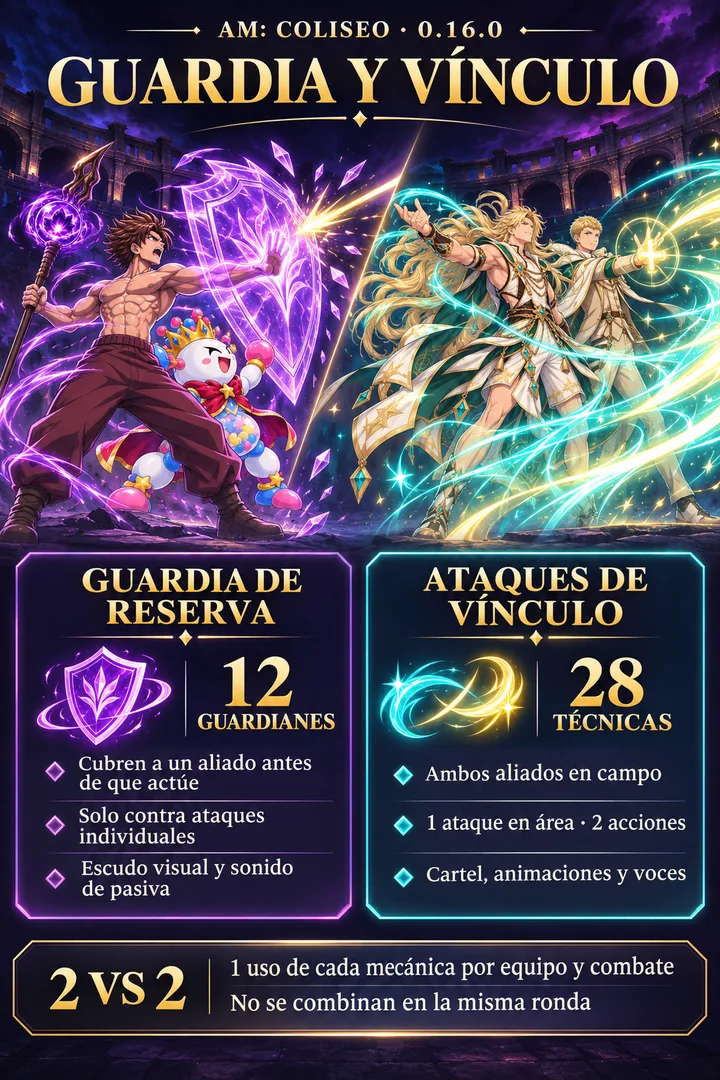 AM: COLISEO · 0.16.0
GUARDIA Y VÍNCULO
GUARDIA DE
RESERVA
12
GUARDIANES
Cubren a un aliado antes
de que actúe
Solo contra ataques
individuales
Escudo visual y sonido
de pasiva
ATAQUES DE
VÍNCULO
28
TÉCNICAS
Ambos aliados en campo
1 ataque en área · 2 acciones
Cartel, animaciones y voces
2 VS 2
1 uso de cada mecánica por equipo y combate
No se combinan en la misma ronda